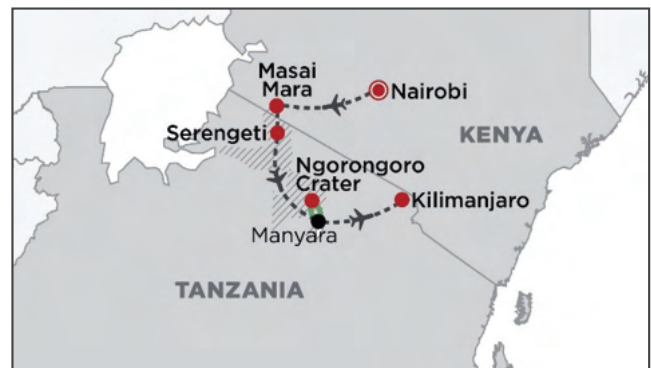 Masai
Mara
Nairobi
Serengeti
KENYA
Ngorongoro
Crater
Kilimanjaro
Manyara
TANZANIA